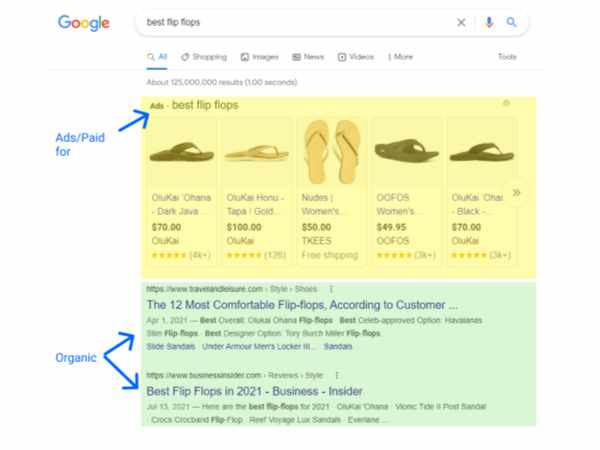 Google
best flip flops
All Shopping Images News Videos More Tools
About 125,000,000 results (1.00 seconds)
Ads · best flip flops
Ads/Paid
for
OluKai 'Ohana
- Dark Java ...
$70.00
OluKai
(4k+)
OluKai Honu -
Tapa / Gold...
$100.00
OluKai
(126)
Nudes |
Women's...
$50.00
TKEES
Free shipping
OOFOS
Women's...
$49.95
OOFOS
(3k+)
OluKai 'Ohan
- Black - ...
$70.00
OluKai
(3k+)
https://www.travelandleisure.com › Style › Shoes
The 12 Most Comfortable Flip-flops, According to Customer ...
Apr 1, 2021 — Best Overall: Olukai Ohana Flip-flops · Best Celeb-approved Option: Havaianas
Slim Flip-flops · Best Designer Option: Tory Burch Miller Flip-flops
Slide Sandals · Under Armour Men's Locker III... · Sandals
Organic
https://www.businessinsider.com › Reviews › Style
Best Flip Flops in 2021 - Business - Insider
Jul 13, 2021 — Here are the best flip-flops for 2021 · OluKai 'Ohana · Vionic Tide II Post Sandal
· Crocs Crocband Flip-Flop · Reef Voyage Lux Sandals · Everlane ...